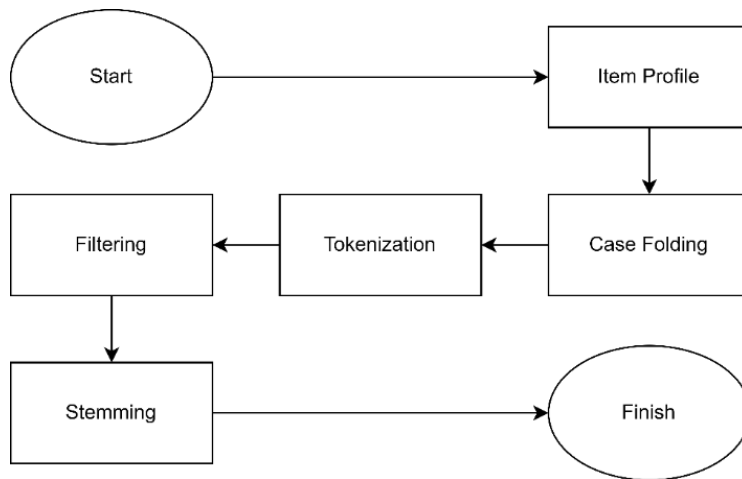 Start
Item Profile
Case Folding
Tokenization
Filtering
Stemming
Finish